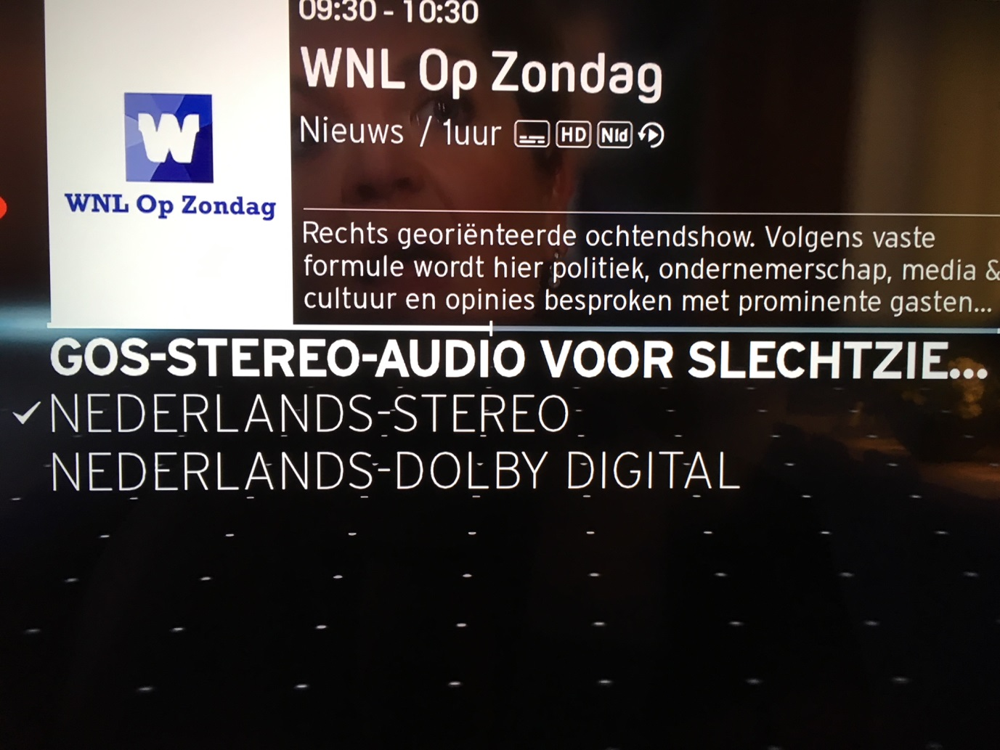 09:30 - 10:30
WNL Op Zondag
Nieuws / 1uur HD Nld
W
WNL Op Zondag
Rechts georiënteerde ochtendshow. Volgens vaste
formule wordt hier politiek, ondernemerschap, media &
cultuur en opinies besproken met prominente gasten...
GOS-STEREO-AUDIO VOOR SLECHTZIE...
NEDERLANDS-STEREO
NEDERLANDS-DOLBY DIGITAL